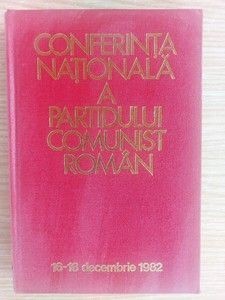 CONFERINȚA
NAȚIONALĂ
A
PARTIDULUI
COMUNIST
ROMÂN
16-18 decembrie 1982